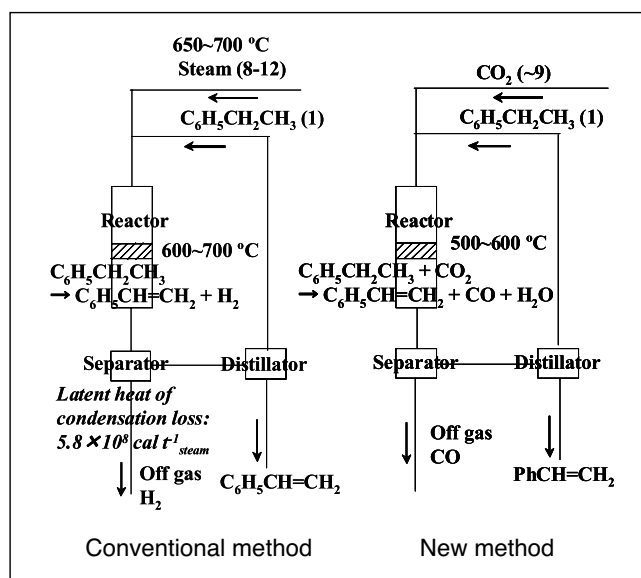 650~700 ºC
Steam (8-12)
C₆H₅CH₂CH₃ (1)
Reactor
600~700 ºC
C₆H₅CH₂CH₃
→ C₆H₅CH=CH₂ + H₂
Separator
Distillator
Latent heat of
condensation loss:
5.8×10⁸ cal t⁻¹steam
Off gas
H₂
C₆H₅CH=CH₂
Conventional method
CO₂ (~9)
C₆H₅CH₂CH₃ (1)
Reactor
500~600 ºC
C₆H₅CH₂CH₃ + CO₂
→ C₆H₅CH=CH₂ + CO + H₂O
Separator
Distillator
Off gas
CO
PhCH=CH₂
New method